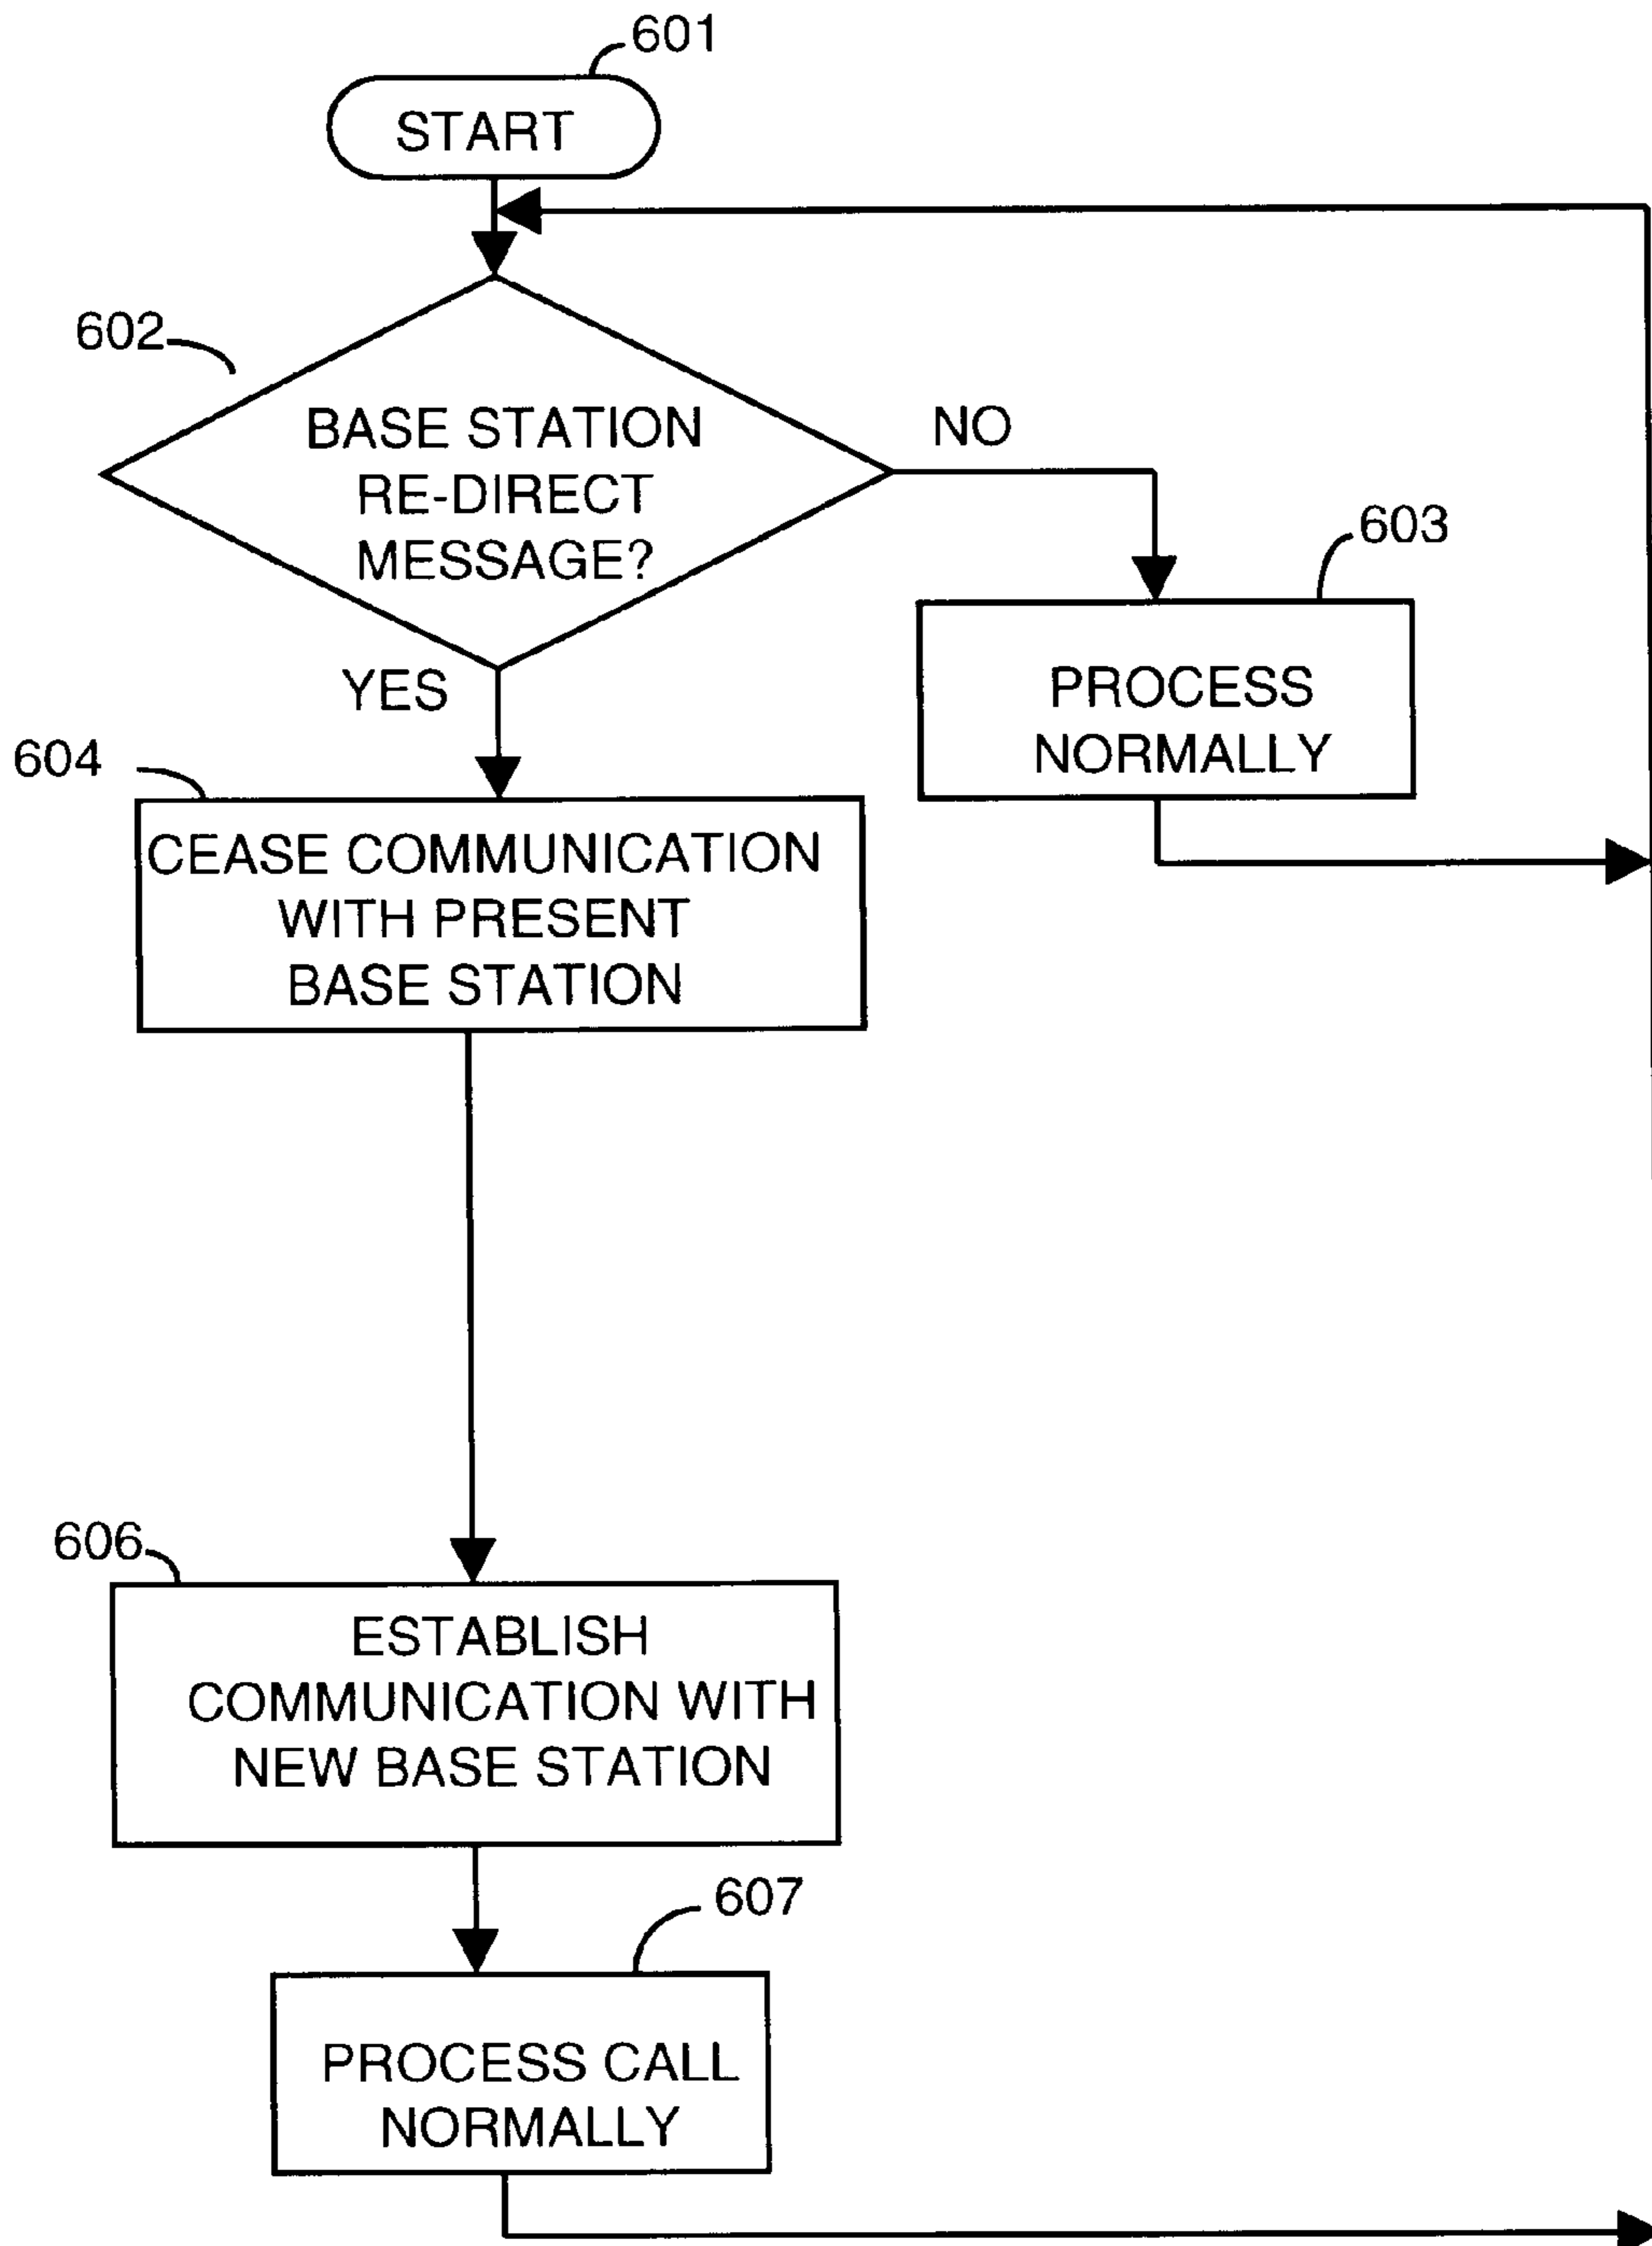 601
START
602
BASE STATION
RE-DIRECT
MESSAGE?
NO
YES
603
PROCESS
NORMALLY
604
CEASE COMMUNICATION
WITH PRESENT
BASE STATION
606
ESTABLISH
COMMUNICATION WITH
NEW BASE STATION
607
PROCESS CALL
NORMALLY